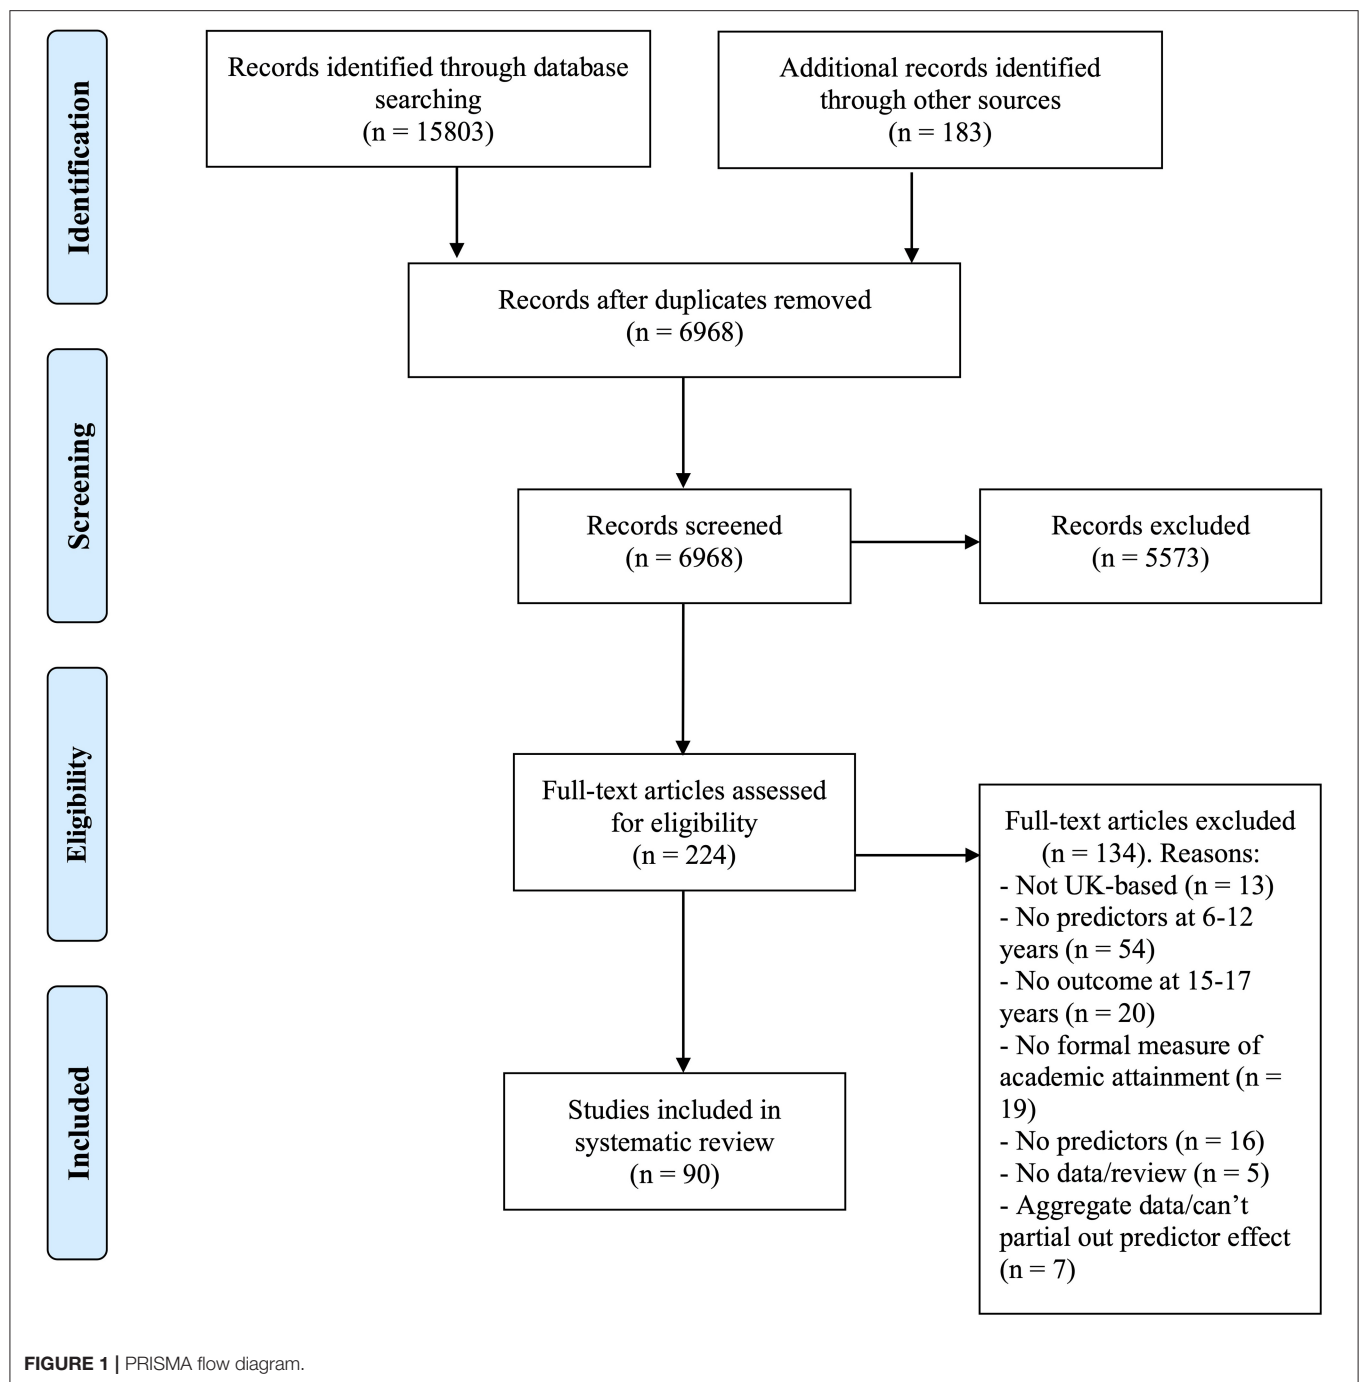 Identification
Records identified through database
searching
(n = 15803)
Additional records identified
through other sources
(n = 183)
Records after duplicates removed
(n = 6968)
Screening
Records screened
(n = 6968)
Records excluded
(n = 5573)
Eligibility
Full-text articles assessed
for eligibility
(n = 224)
Full-text articles excluded
(n = 134). Reasons:
- Not UK-based (n = 13)
- No predictors at 6-12
years (n = 54)
- No outcome at 15-17
years (n = 20)
- No formal measure of
academic attainment (n =
19)
- No predictors (n = 16)
- No data/review (n = 5)
- Aggregate data/can’t
partial out predictor effect
(n = 7)
Included
Studies included in
systematic review
(n = 90)
FIGURE 1 | PRISMA flow diagram.